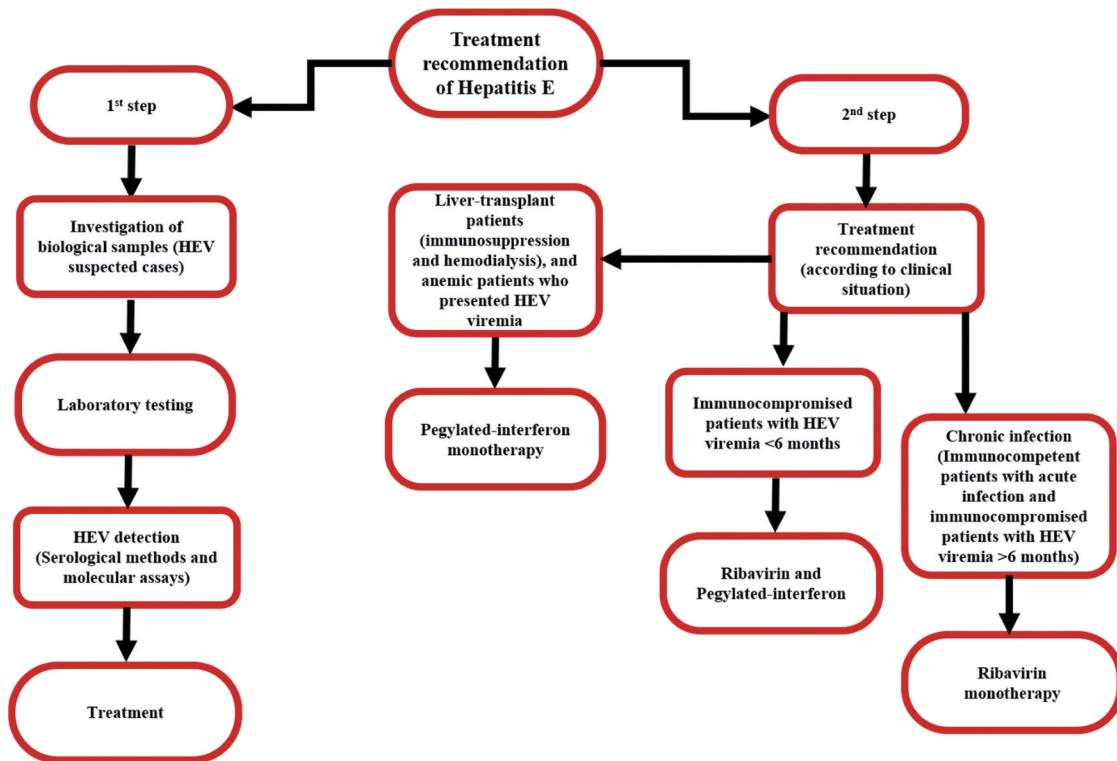 Treatment
recommendation
of Hepatitis E
1st step
Investigation of
biological samples (HEV
suspected cases)
Laboratory testing
HEV detection
(Serological methods and
molecular assays)
Treatment
2nd step
Treatment
recommendation
(according to clinical
situation)
Liver-transplant
patients
(immunosuppression
and hemodialysis), and
anemic patients who
presented HEV
viremia
Pegylated-interferon
monotherapy
Immunocompromised
patients with HEV
viremia <6 months
Ribavirin and
Pegylated-interferon
Chronic infection
(Immunocompetent
patients with acute
infection and
immunocompromised
patients with HEV
viremia >6 months)
Ribavirin
monotherapy